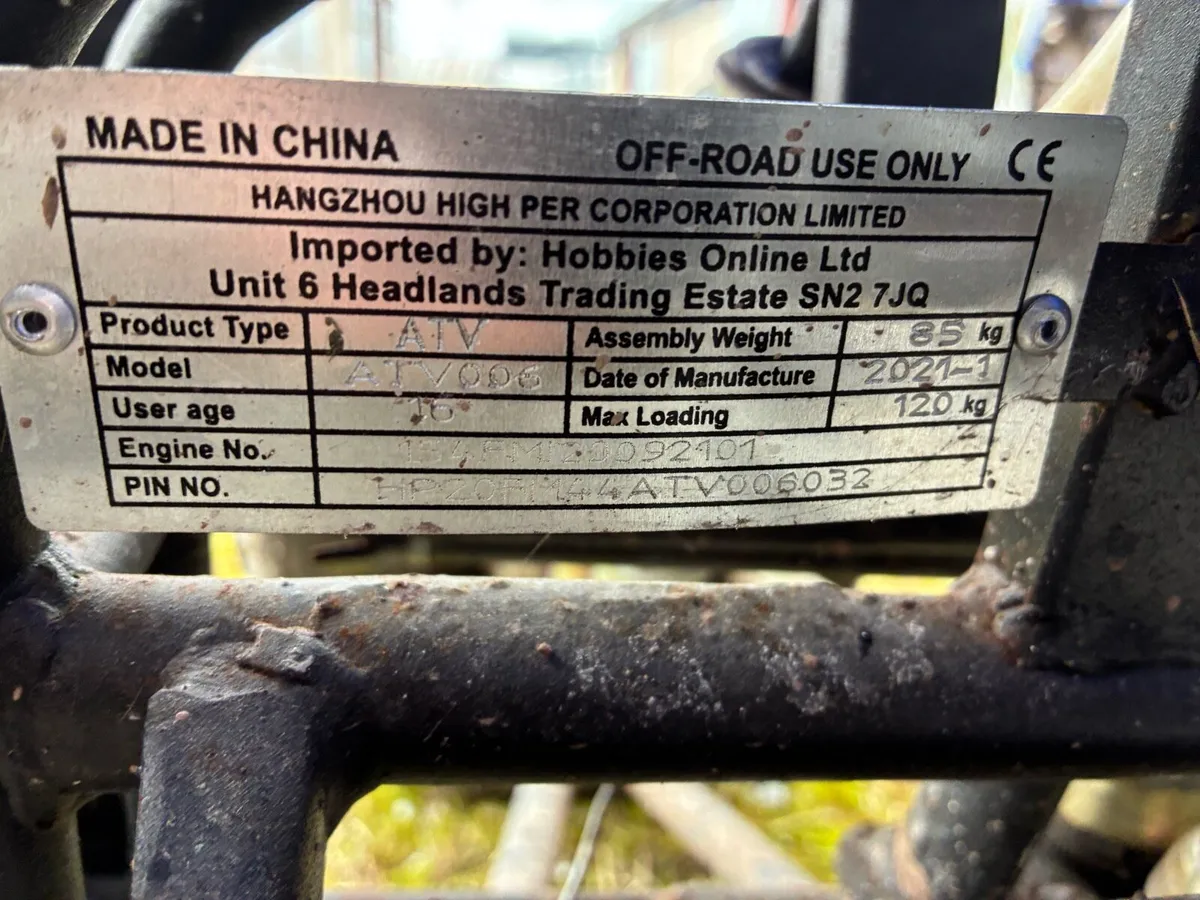 MADE IN CHINA OFF-ROAD USE ONLY CE
HANGZHOU HIGH PER CORPORATION LIMITED
Imported by: Hobbies Online Ltd
Unit 6 Headlands Trading Estate SN2 7JQ
Product Type ATV Assembly Weight 85 kg
Model ATV006 Date of Manufacture 2021-1
User age 16 Max Loading 120 kg
Engine No.
PIN NO.